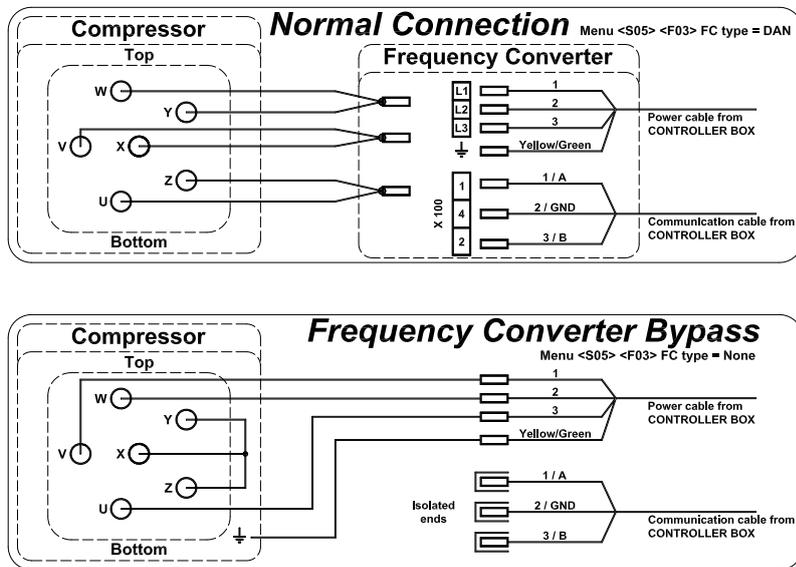 Normal Connection Menu <S05> <F03> FC type = DAN
Compressor
Top
Frequency Converter
W
Y
V
X
Z
U
Bottom
L1
L2
L3
1
2
3
Yellow/Green
Power cable from
CONTROLLER BOX
X 100
1
4
2
1 / A
2 / GND
3 / B
Communication cable from
CONTROLLER BOX
Frequency Converter Bypass
Menu <S05> <F03> FC type = None
Compressor
Top
W
Y
V
X
Z
U
Bottom
1
2
3
Yellow/Green
Power cable from
CONTROLLER BOX
Isolated
ends
1 / A
2 / GND
3 / B
Communication cable from
CONTROLLER BOX